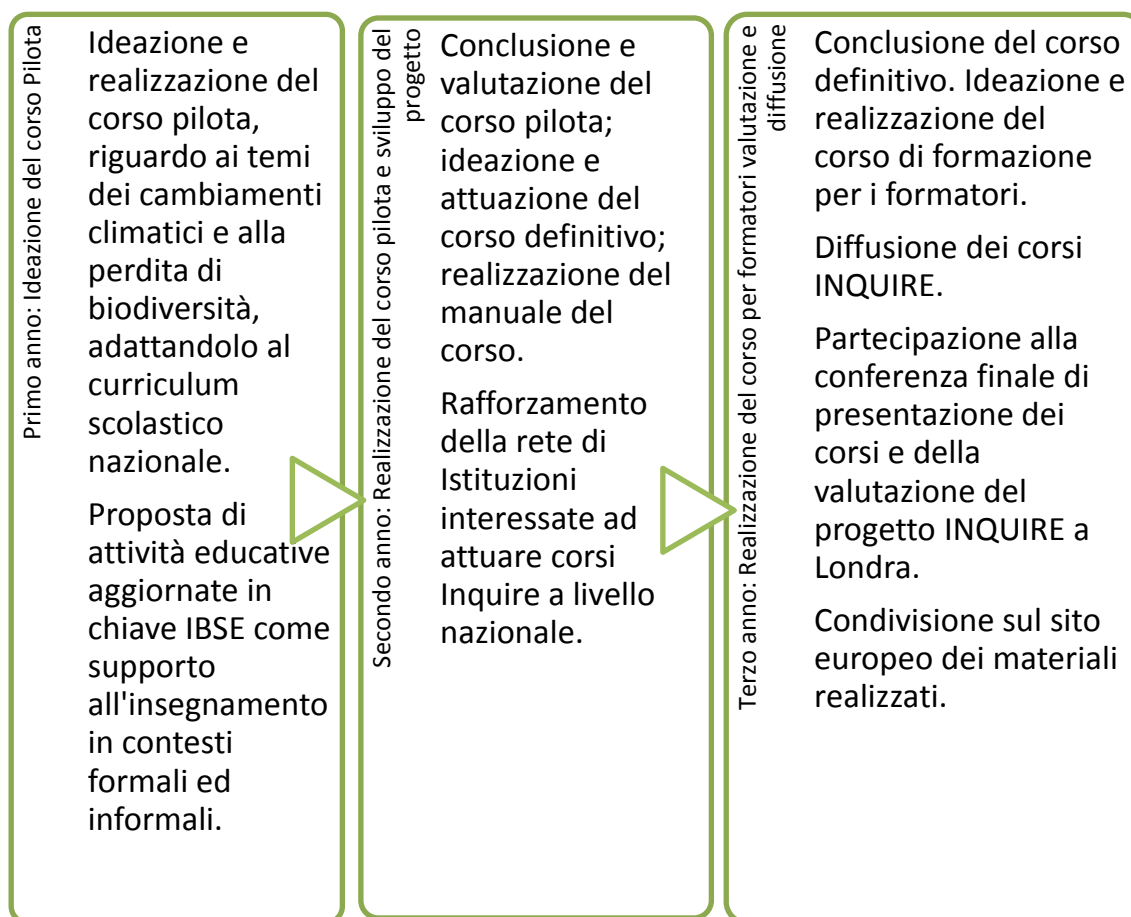 Primo anno: Ideazione del corso Pilota
Ideazione e
realizzazione del
corso pilota,
riguardo ai temi
dei cambiamenti
climatici e alla
perdita di
biodiversità,
adattandolo al
curriculum
scolastico
nazionale.
Proposta di
attività educative
aggiornate in
chiave IBSE come
supporto
all'insegnamento
in contesti
formali ed
informali.
Secondo anno: Realizzazione del corso pilota e sviluppo del
progetto
Conclusione e
valutazione del
corso pilota;
ideazione e
attuazione del
corso definitivo;
realizzazione del
manuale del
corso.
Rafforzamento
della rete di
Istituzioni
interessate ad
attuare corsi
Inquire a livello
nazionale.
Terzo anno: Realizzazione del corso per formatori valutazione e
diffusione
Conclusione del corso
definitivo. Ideazione e
realizzazione del
corso di formazione
per i formatori.
Diffusione dei corsi
INQUIRE.
Partecipazione alla
conferenza finale di
presentazione dei
corsi e della
valutazione del
progetto INQUIRE a
Londra.
Condivisione sul sito
europeo dei materiali
realizzati.